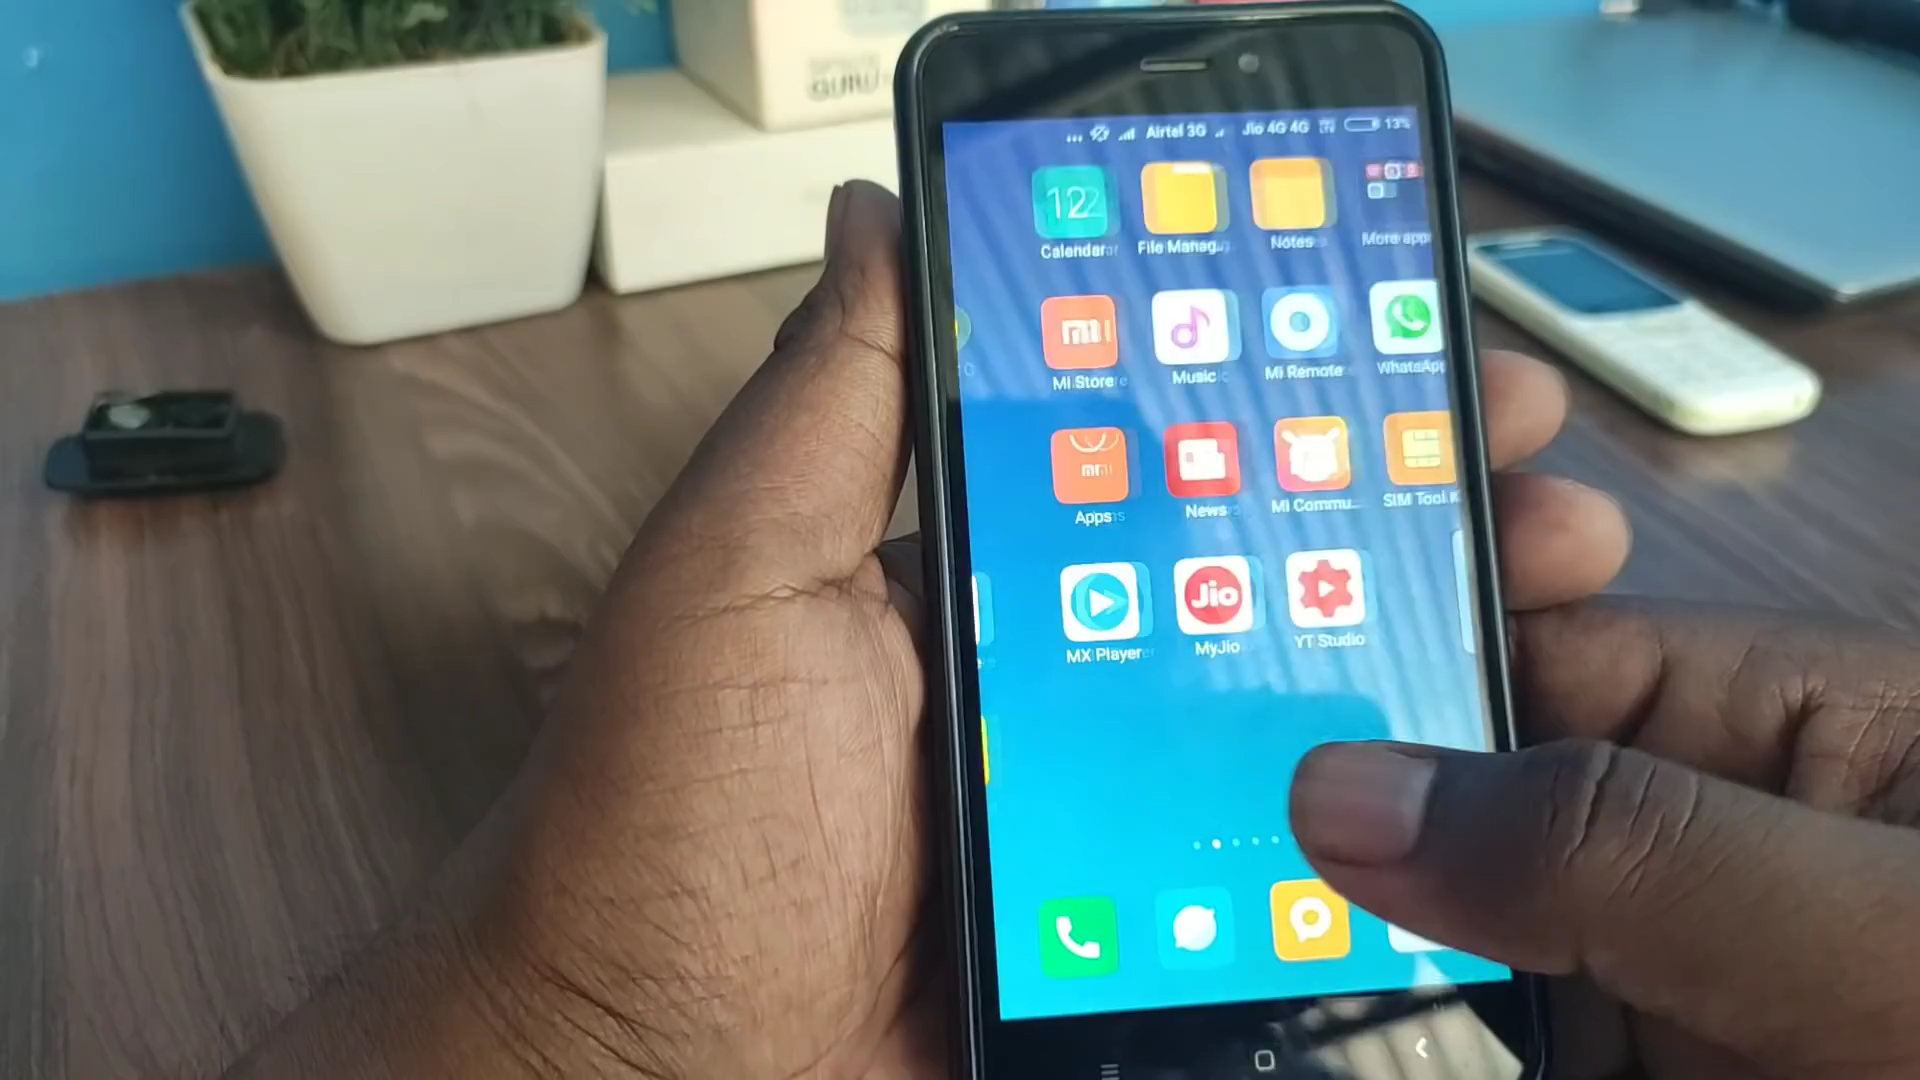 Airtel 3G Jio 4G 4G 13%
12
Calendar File Manag... Notes More apps
MI
Mi Store Music Mi Remote WhatsApp
Apps News Mi Commu... SIM Tool K
Jio
MX Player MyJio YT Studio